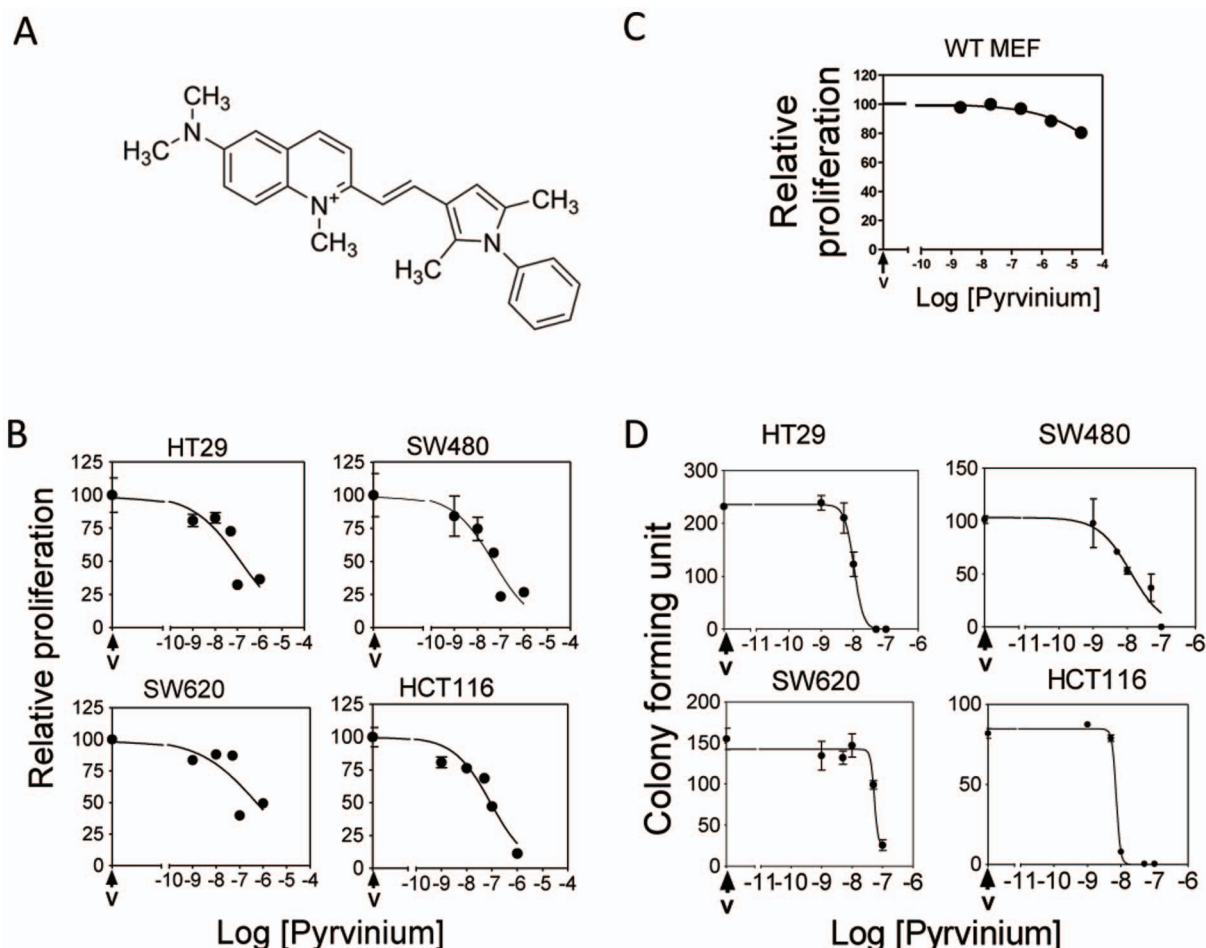 A
CH3
N
H3C
N+
CH3
CH3
N
H3C
C
WT MEF
Relative
proliferation
120
100
80
60
40
20
0
-10 -9 -8 -7 -6 -5 -4
V
Log [Pyrvinium]
B
Relative proliferation
HT29
125
100
75
50
25
0
-10 -9 -8 -7 -6 -5 -4
V
SW480
125
100
75
50
25
0
-10 -9 -8 -7 -6 -5 -4
V
SW620
125
100
75
50
25
0
-10 -9 -8 -7 -6 -5 -4
V
HCT116
125
100
75
50
25
0
-10 -9 -8 -7 -6 -5 -4
V
Log [Pyrvinium]
D
Colony forming unit
HT29
300
200
100
0
-11 -10 -9 -8 -7 -6
V
SW480
150
100
50
0
-11 -10 -9 -8 -7 -6
V
SW620
200
150
100
50
0
-11 -10 -9 -8 -7 -6
V
HCT116
100
50
0
-11 -10 -9 -8 -7 -6
V
Log [Pyrvinium]